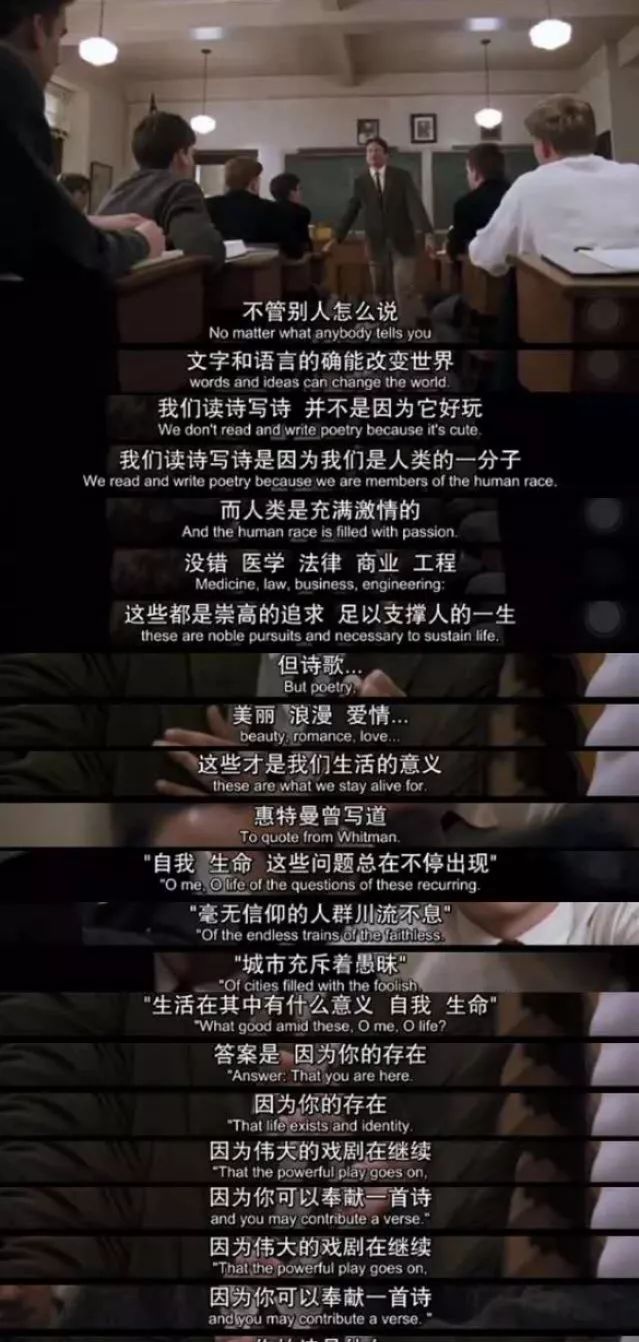 不管别人怎么说
No matter what anybody tells you
文字和语言的确能改变世界
words and ideas can change the world.
我们读诗写诗 并不是因为它好玩
We don't read and write poetry because it's cute.
我们读诗写诗是因为我们是人类的一分子
We read and write poetry because we are members of the human race.
而人类是充满激情的
And the human race is filled with passion.
没错 医学 法律 商业 工程
Medicine, law, business, engineering:
这些都是崇高的追求 足以支撑人的一生
these are noble pursuits and necessary to sustain life.
但诗歌...
But poetry,
美丽 浪漫 爱情...
beauty, romance, love...
这些才是我们生活的意义
these are what we stay alive for.
惠特曼曾写道
To quote from Whitman.
"自我 生命 这些问题总在不停出现"
"O me, O life of the questions of these recurring.
"毫无信仰的人群川流不息"
"Of the endless trains of the faithless.
"城市充斥着愚昧"
"Of cities filled with the foolish.
"生活在其中有什么意义 自我 生命"
"What good amid these, O me, O life?
答案是 因为你的存在
"Answer: That you are here.
因为你的存在
"That life exists and identity.
因为伟大的戏剧在继续
"That the powerful play goes on,
因为你可以奉献一首诗
and you may contribute a verse."
因为伟大的戏剧在继续
"That the powerful play goes on,
因为你可以奉献一首诗
and you may contribute a verse. "